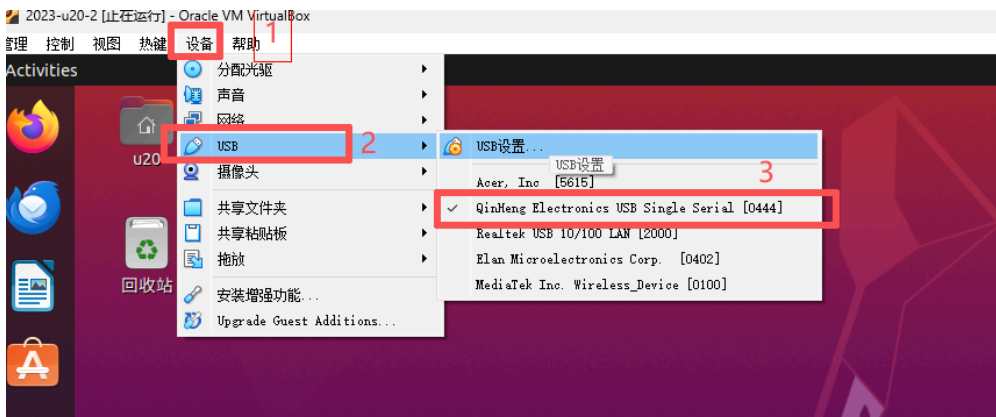 2023-u20-2 [正在运行] - Oracle VM VirtualBox
1
管理 控制 视图 热键 设备 帮助
Activities
分配光驱
声音
网络
USB
2
摄像头
共享文件夹
共享粘贴板
拖放
安装增强功能...
Upgrade Guest Additions...
USB设置...
USB设置
3
Acer, Inc [5615]
QinHeng Electronics USB Single Serial [0444]
Realtek USB 10/100 LAN [2000]
Elan Microelectronics Corp. [0402]
MediaTek Inc. Wireless_Device [0100]
u20
回收站